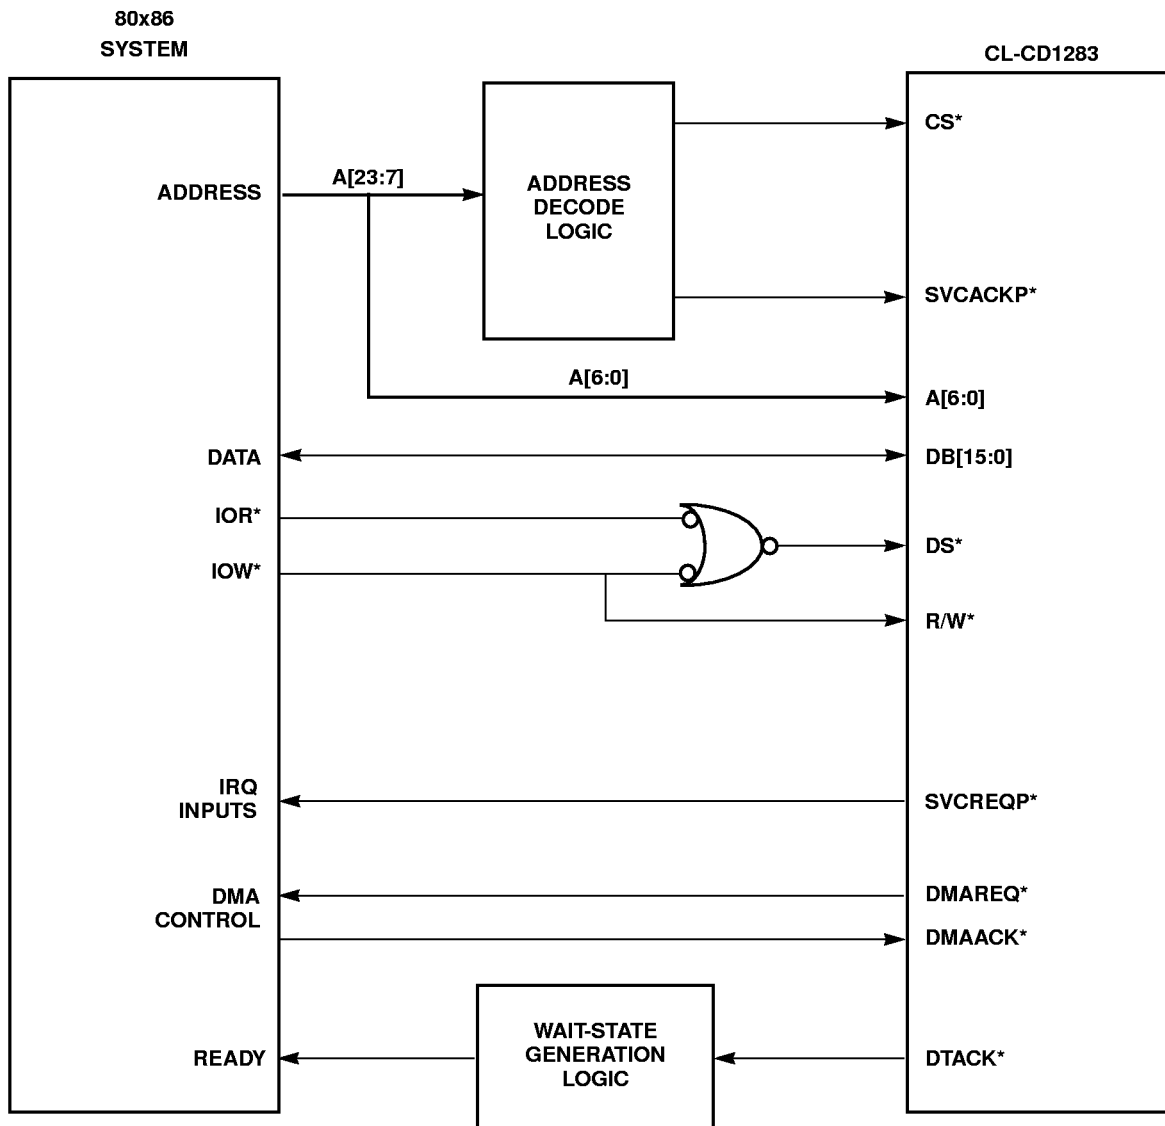 80x86
SYSTEM
CL-CD1283
CS*
ADDRESS
A[23:7]
ADDRESS
DECODE
LOGIC
SVCACKP*
A[6:0]
A[6:0]
DATA
DB[15:0]
IOR*
DS*
IOW*
R/W*
IRQ
INPUTS
SVCREQP*
DMA
CONTROL
DMAREQ*
DMAACK*
READY
WAIT-STATE
GENERATION
LOGIC
DTACK*